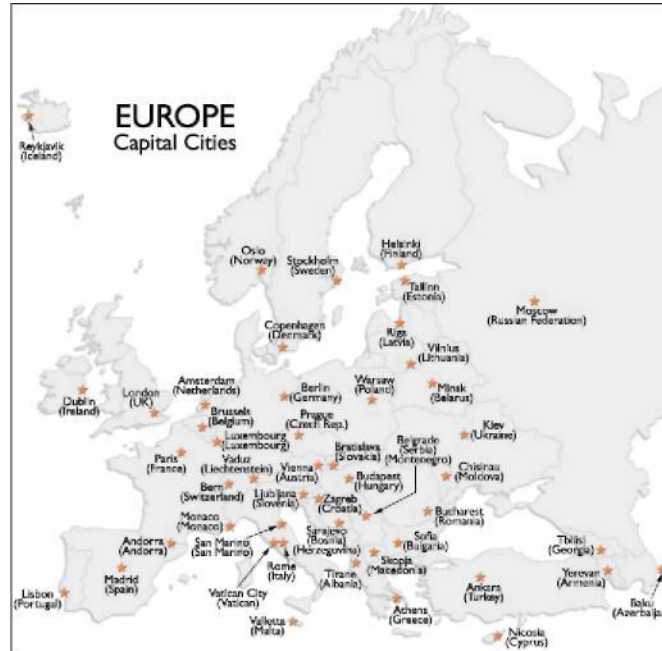 EUROPE
Capital Cities
Reykjavik
(Iceland)
Oslo
(Norway)
Stockholm
(Sweden)
Helsinki
(Finland)
Tallinn
(Estonia)
Moscow
(Russian Federation)
Copenhagen
(Denmark)
Riga
(Latvia)
Vilnius
(Lithuania)
Dublin
(Ireland)
London
(UK)
Amsterdam
(Netherlands)
Berlin
(Germany)
Warsaw
(Poland)
Minsk
(Belarus)
Brussels
(Belgium)
Prague
(Czech Rep.)
Kiev
(Ukraine)
Luxembourg
(Luxembourg)
Paris
(France)
Vaduz
(Liechtenstein)
Vienna
(Austria)
Bratislava
(Slovakia)
Belgrade
(Serbia)
(Montenegro)
Budapest
(Hungary)
Chisinau
(Moldova)
Bern
(Switzerland)
Ljubljana
(Slovenia)
Zagreb
(Croatia)
Bucharest
(Romania)
Monaco
(Monaco)
San Marino
(San Marino)
Sarajevo
(Bosnia)
(Herzegovina)
Sofia
(Bulgaria)
Tbilisi
(Georgia)
Andorra
(Andorra)
Rome
(Italy)
Skopja
(Macedonia)
Tirane
(Albania)
Lisbon
(Portugal)
Madrid
(Spain)
Vatican City
(Vatican)
Ankara
(Turkey)
Yerevan
(Armenia)
Baku
(Azerbaija
Valletta
(Malta)
Athens
(Greece)
Nicosia
(Cyprus)